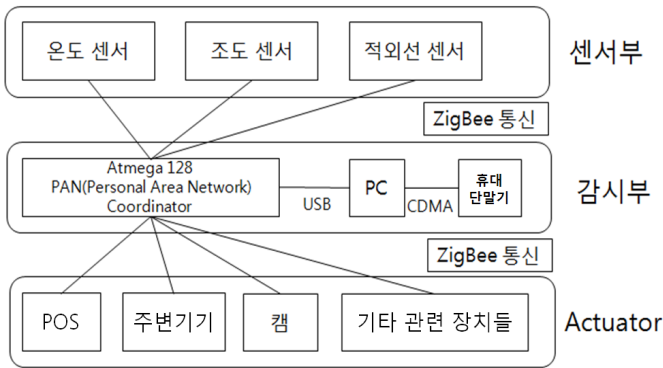 온도 센서
조도 센서
적외선 센서
센서부
ZigBee 통신
Atmega 128
PAN(Personal Area Network)
Coordinator
USB
PC
CDMA
휴대
단말기
감시부
ZigBee 통신
POS
주변기기
캠
기타 관련 장치들
Actuator